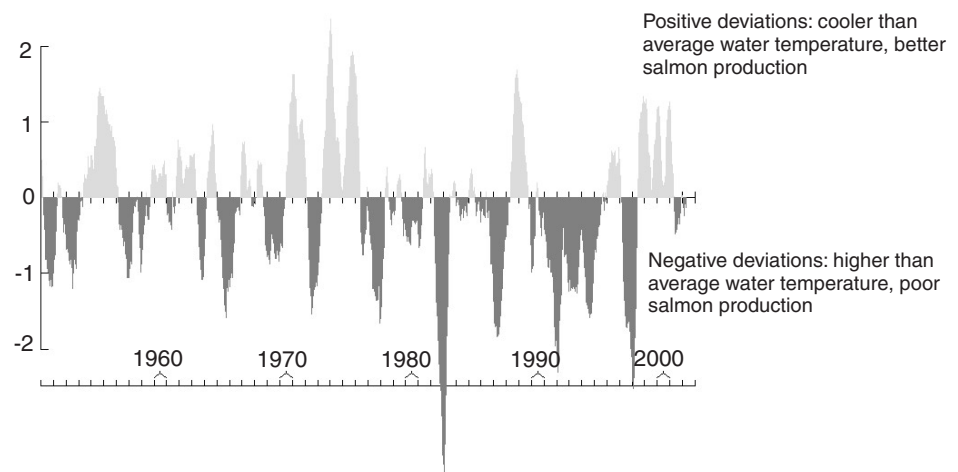 Positive deviations: cooler than
average water temperature, better
salmon production
2
1
0
-1
-2
Negative deviations: higher than
average water temperature, poor
salmon production
1960 1970 1980 1990 2000